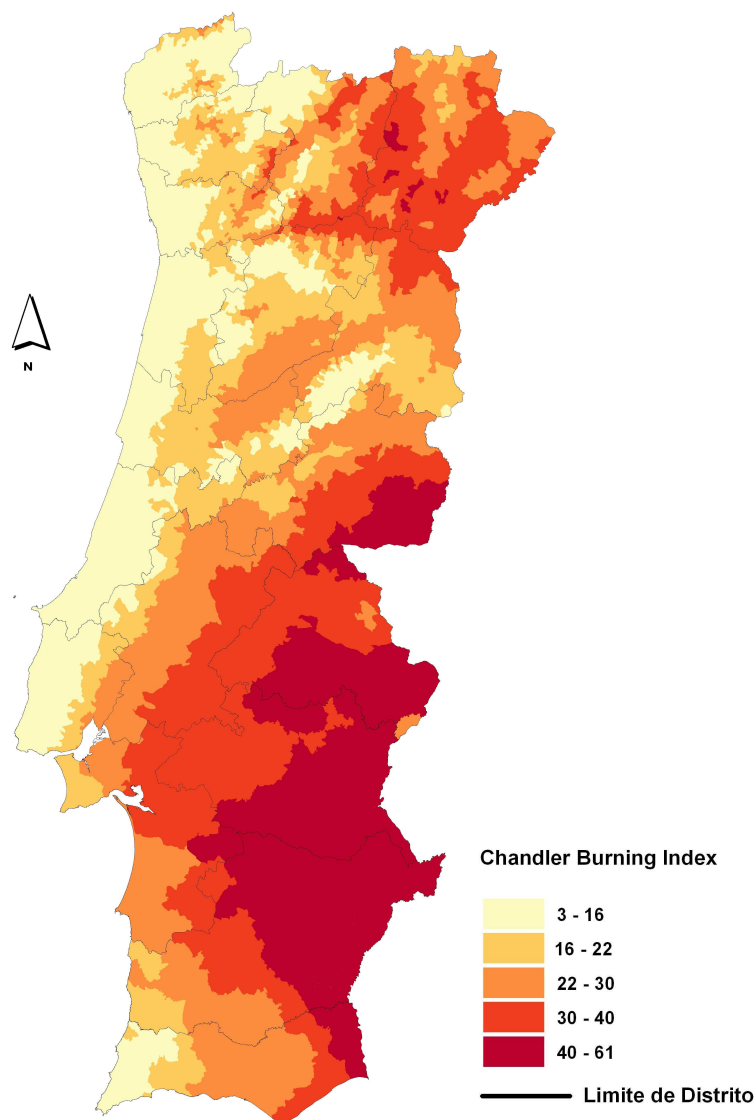 N
Chandler Burning Index
3 - 16
16 - 22
22 - 30
30 - 40
40 - 61
Limite de Distrito